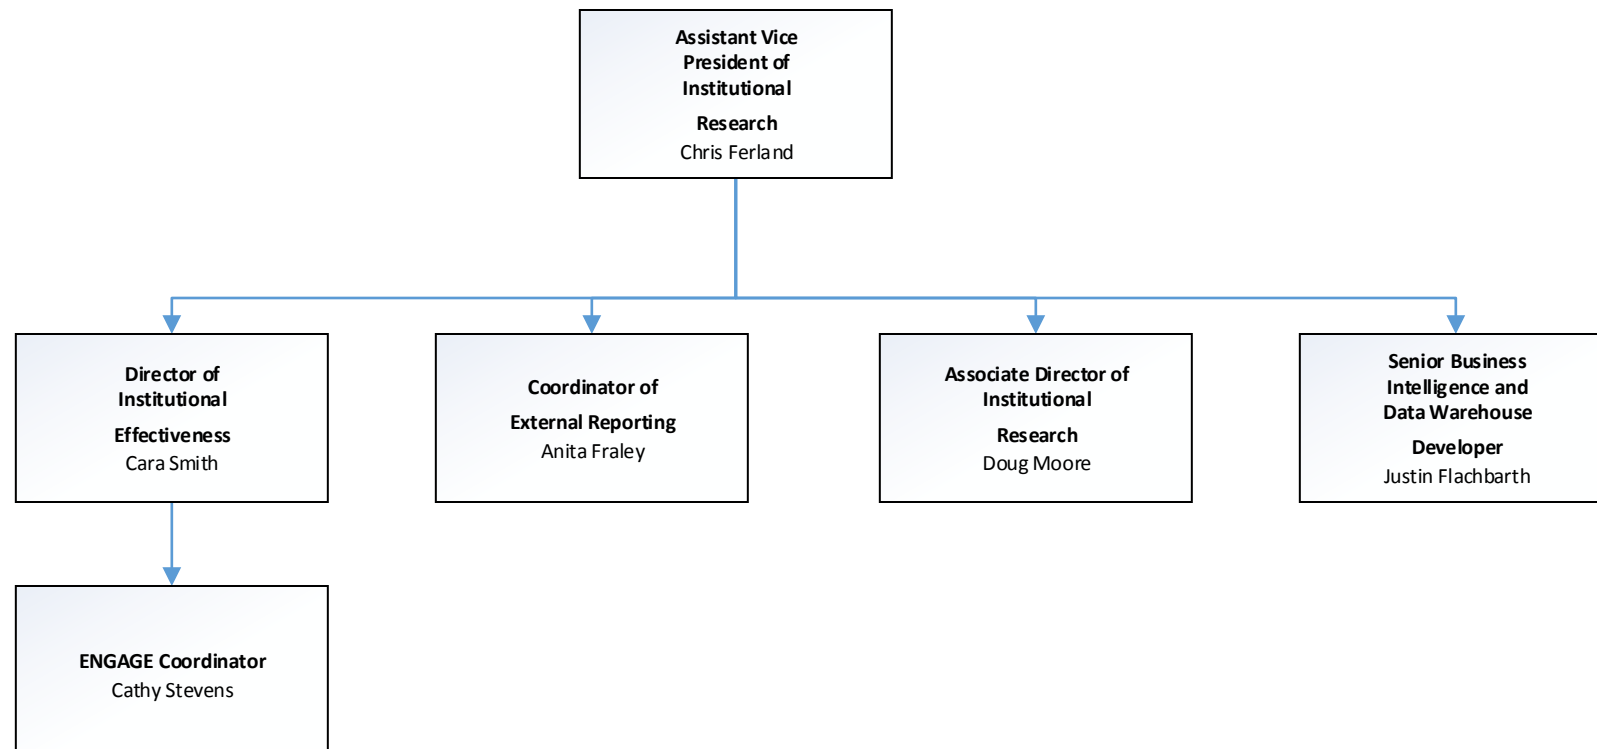 Assistant Vice
President of
Institutional
Research
Chris Ferland
Director of
Institutional
Effectiveness
Cara Smith
Coordinator of
External Reporting
Anita Fraley
Associate Director of
Institutional
Research
Doug Moore
Senior Business
Intelligence and
Data Warehouse
Developer
Justin Flachbarth
ENGAGE Coordinator
Cathy Stevens